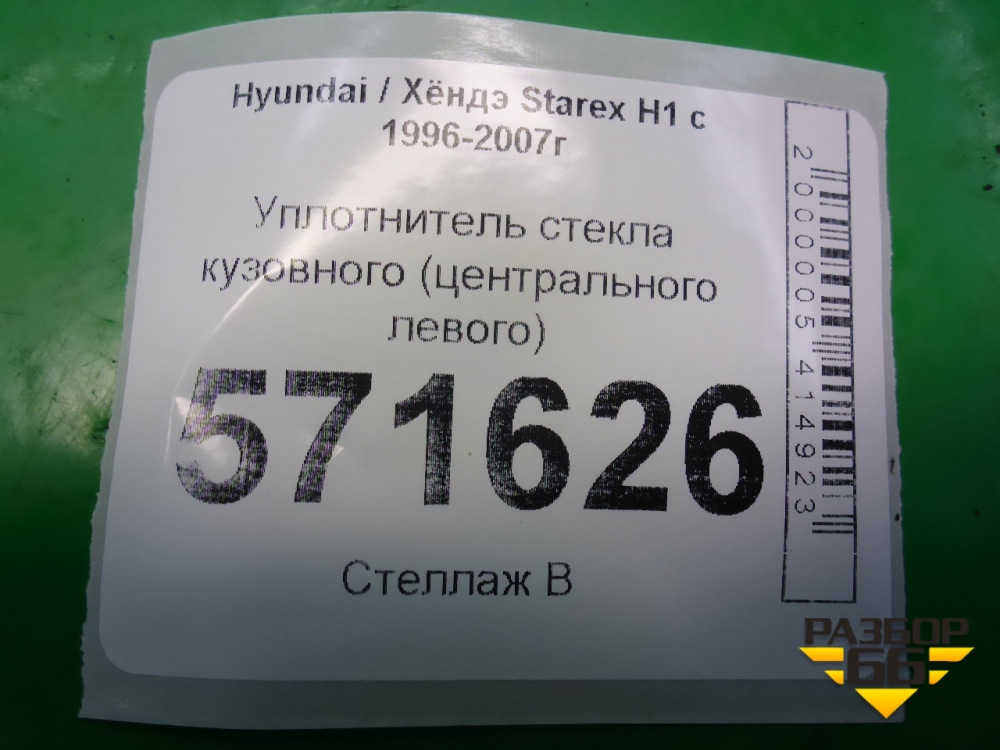 Hyundai / Хёндэ Starex H1 с
1996-2007г
Уплотнитель стекла
кузовного (центрального
левого)
571626
Стеллаж В
2000005414923
РАЗБОР
66